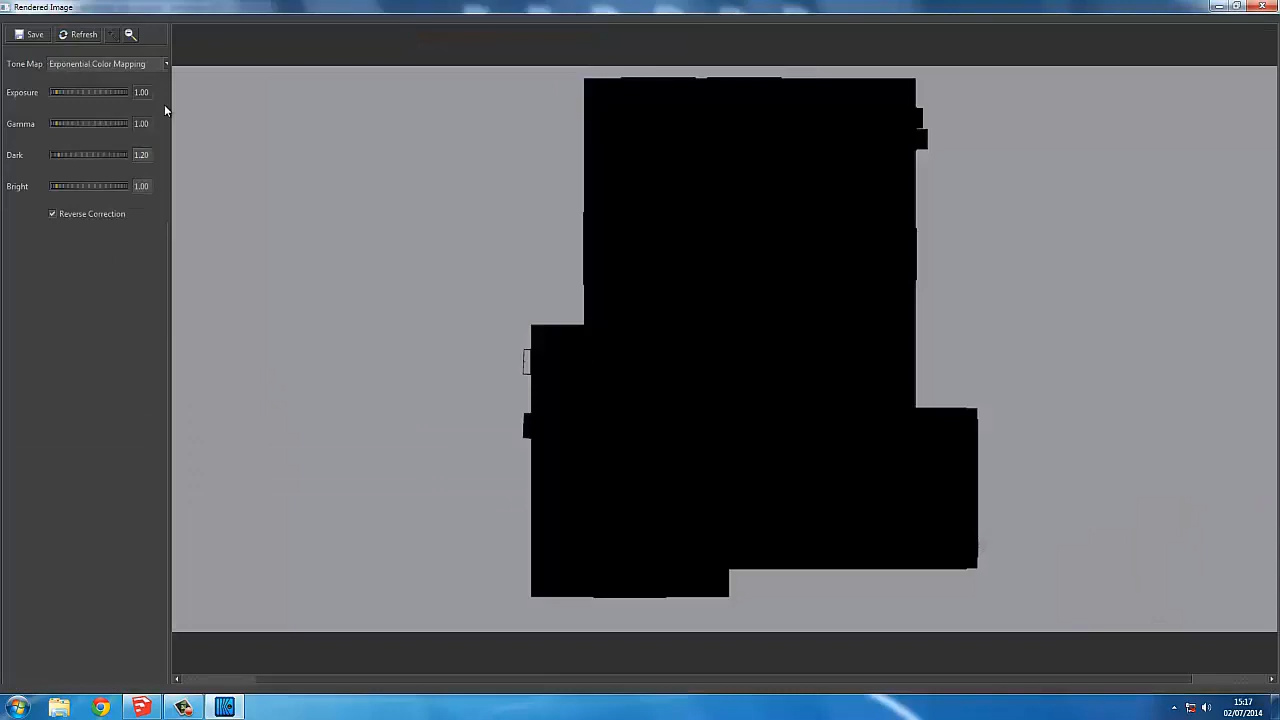 Rendered Image
Save Refresh
Tone Map Exponential Color Mapping
Exposure 1.00
Gamma 1.00
Dark 1.20
Bright 1.00
Reverse Correction
15:17
02/07/2014